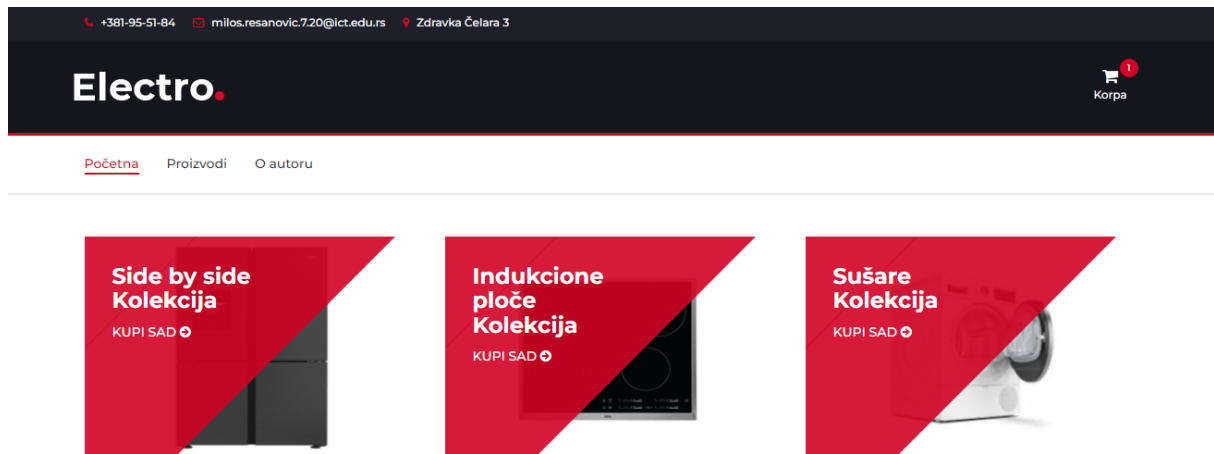 +381-95-51-84 milos.resanovic.7.20@ict.edu.rs Zdravka Čelara 3
Electro.
1
Korpa
Početna Proizvodi O autoru
Side by side
Kolekcija
KUPI SAD
Indukcione
ploče
Kolekcija
KUPI SAD
Sušare
Kolekcija
KUPI SAD